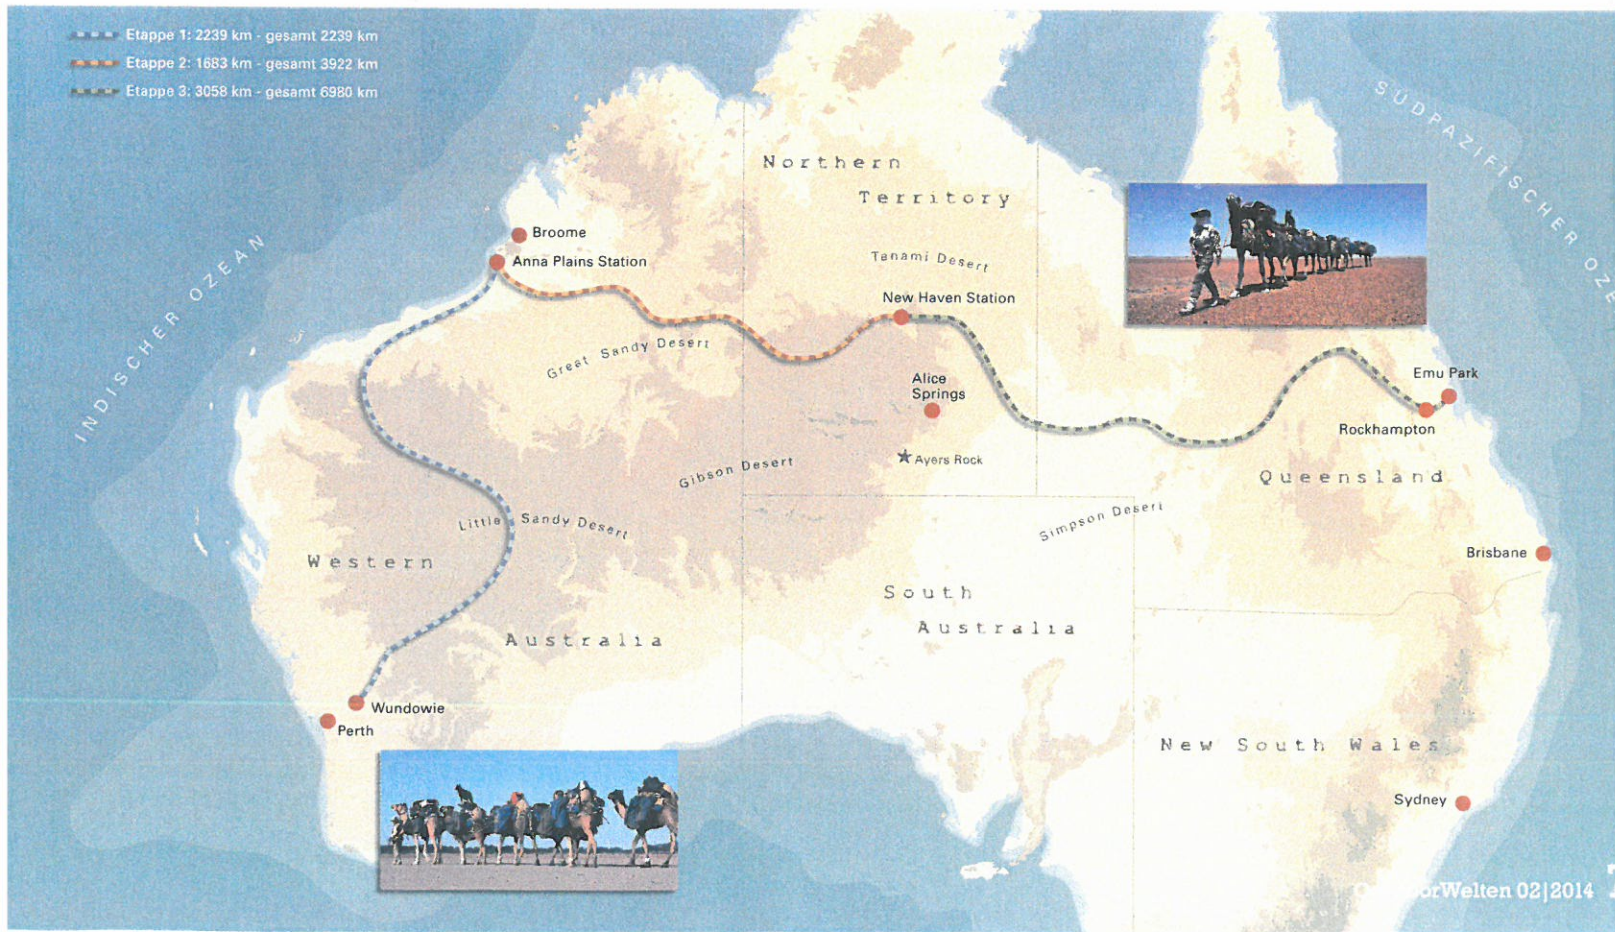 Etappe 1: 2239 km - gesamt 2239 km
Etappe 2: 1683 km - gesamt 3922 km
Etappe 3: 3058 km - gesamt 6980 km
INDISCHER OZEAN
SÜDPAZIFISCHER
Northern
Territory
Broome
Anna Plains Station
Tanami Desert
New Haven Station
Great Sandy Desert
Alice
Springs
Emu Park
Rockhampton
Ayers Rock
Gibson Desert
Queensland
Little Sandy Desert
Simpson Desert
Western
Australia
Brisbane
South
Australia
Wundowie
Perth
New South Wales
Sydney
02|2014